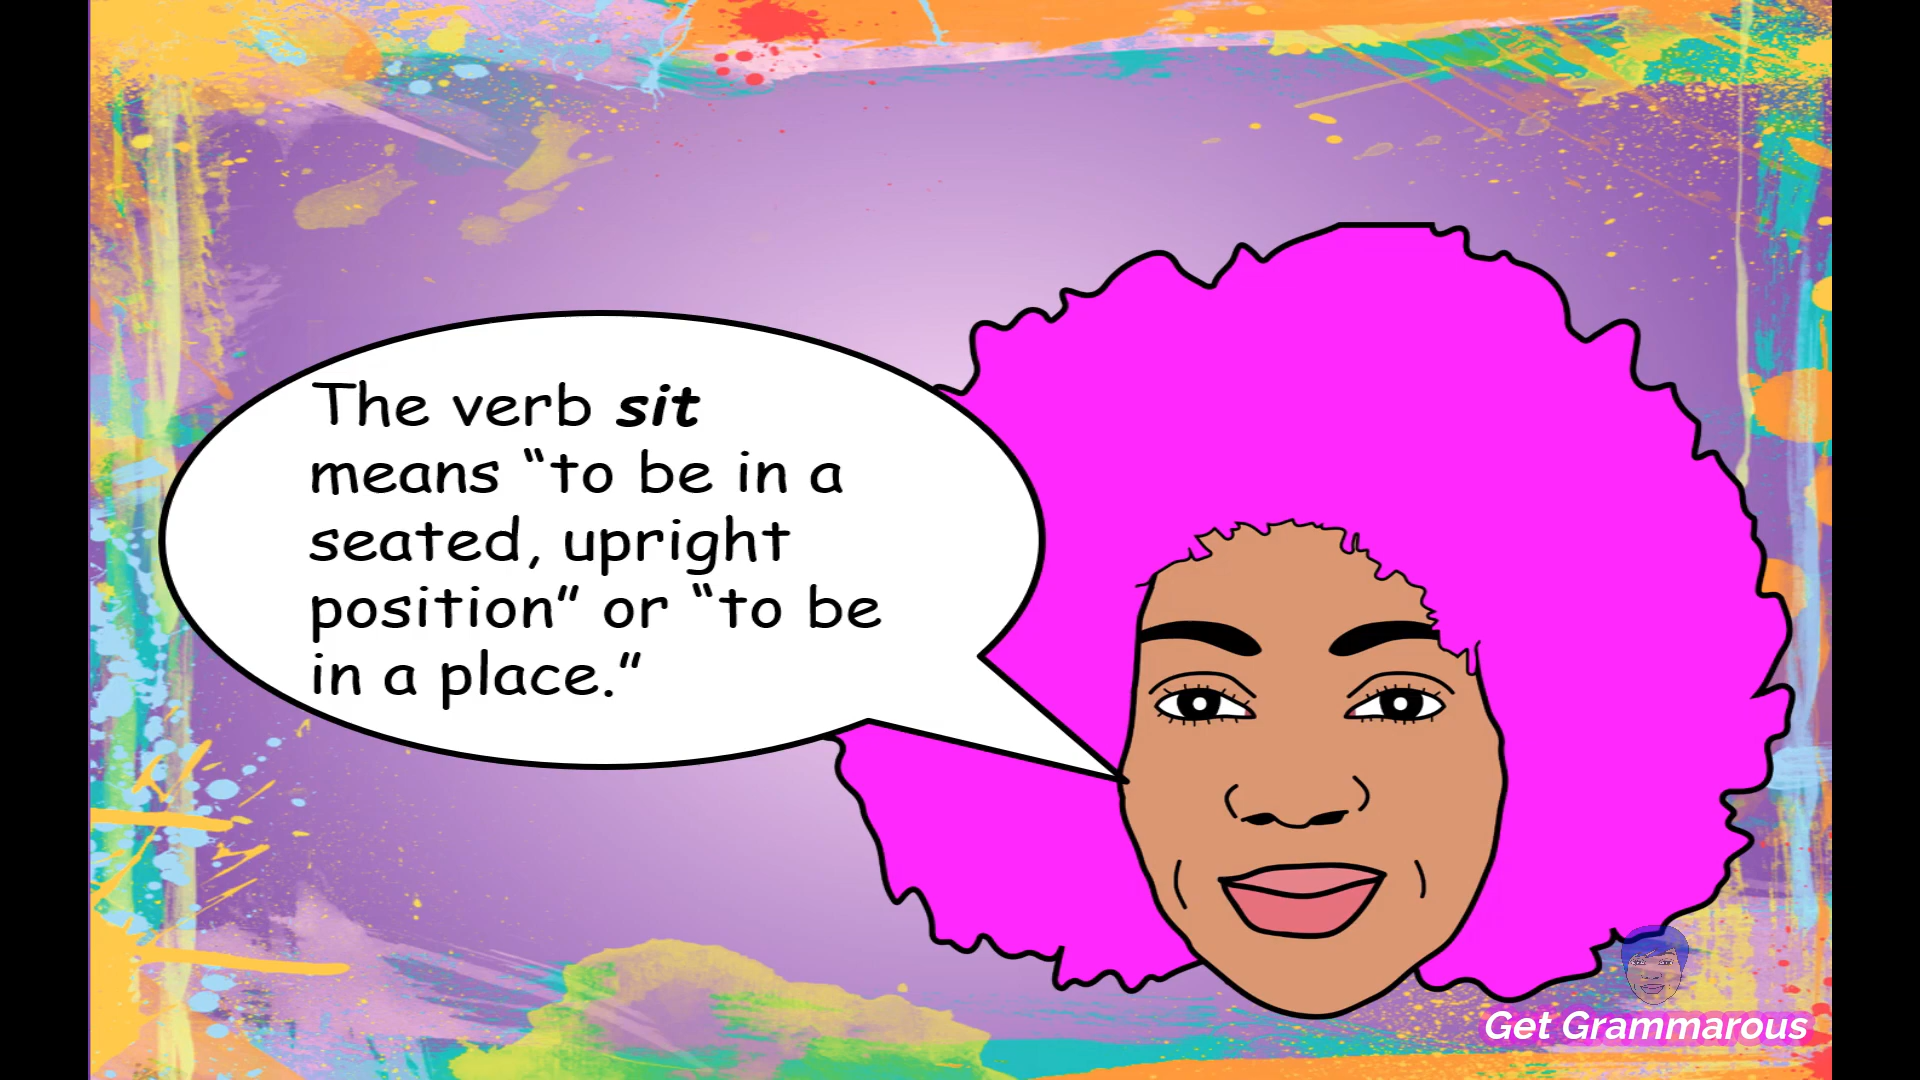 The verb sit
means “to be in a
seated, upright
position” or “to be
in a place.”
Get Grammarous